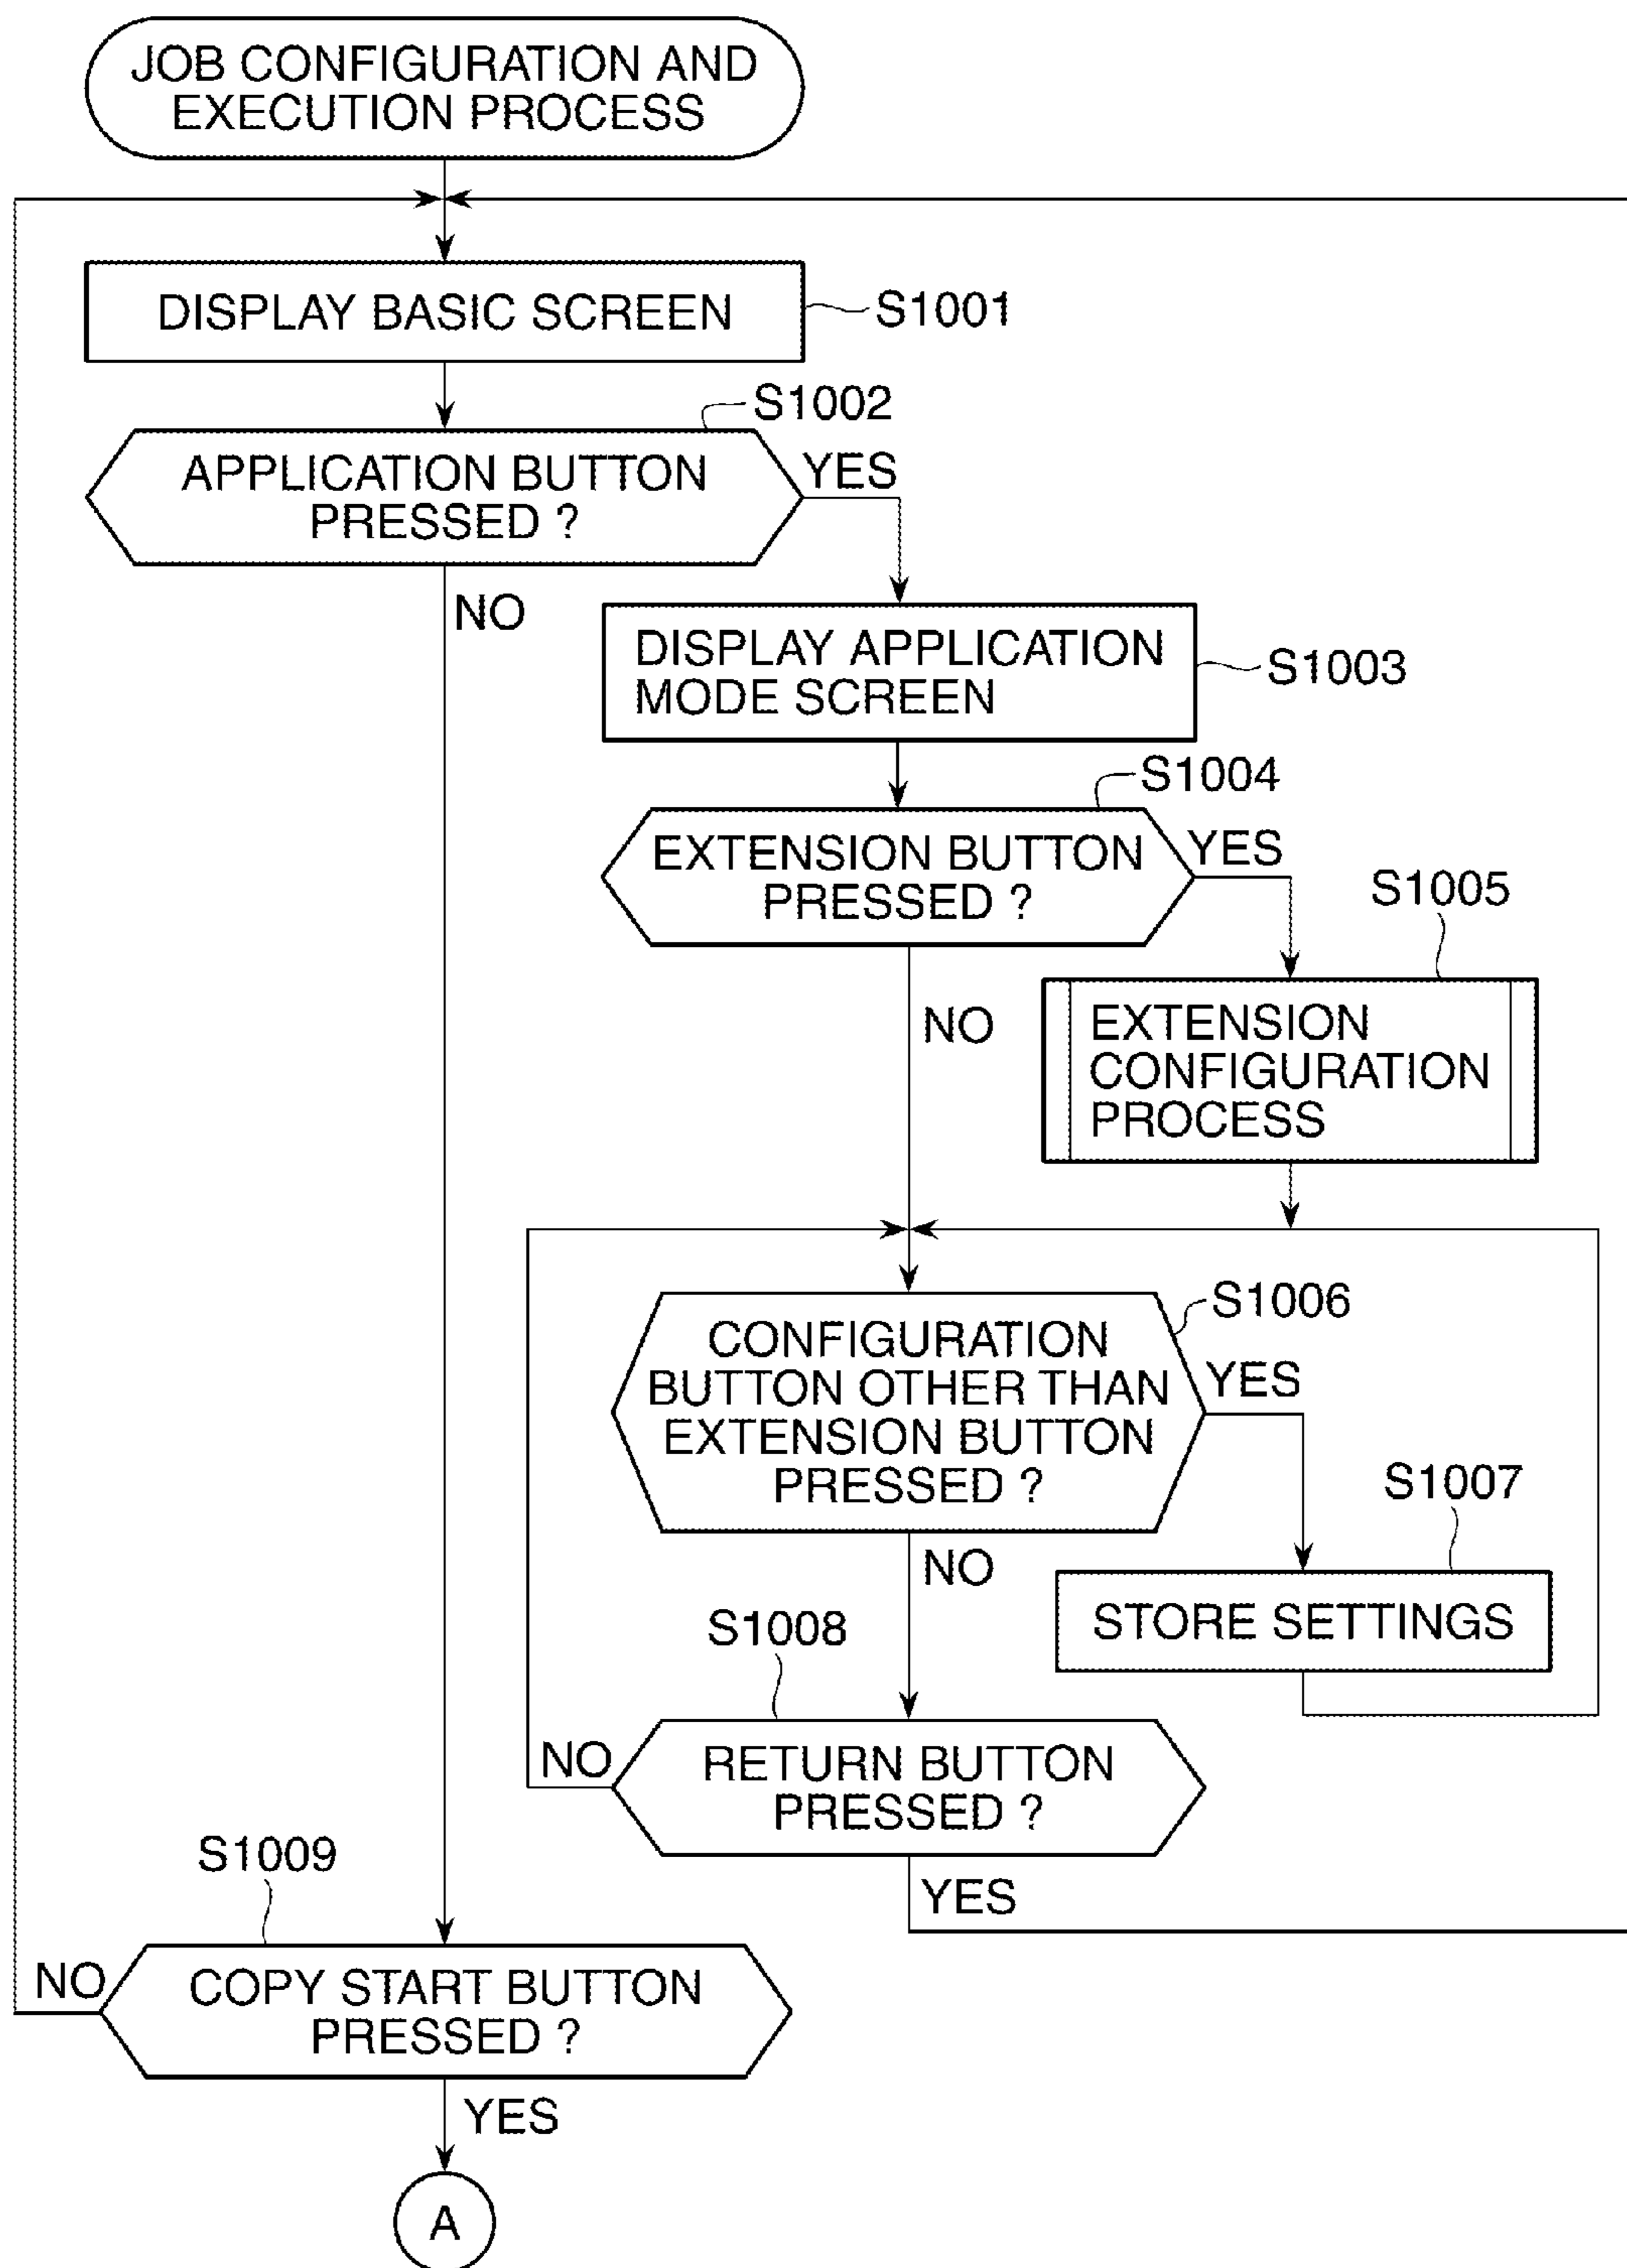 JOB CONFIGURATION AND
EXECUTION PROCESS
DISPLAY BASIC SCREEN
S1001
S1002
APPLICATION BUTTON
PRESSED ?
YES
NO
DISPLAY APPLICATION
MODE SCREEN
S1003
S1004
EXTENSION BUTTON
PRESSED ?
YES
S1005
NO
EXTENSION
CONFIGURATION
PROCESS
S1006
CONFIGURATION
BUTTON OTHER THAN
EXTENSION BUTTON
PRESSED ?
YES
S1007
NO
STORE SETTINGS
S1008
NO
RETURN BUTTON
PRESSED ?
S1009
YES
NO
COPY START BUTTON
PRESSED ?
YES
A